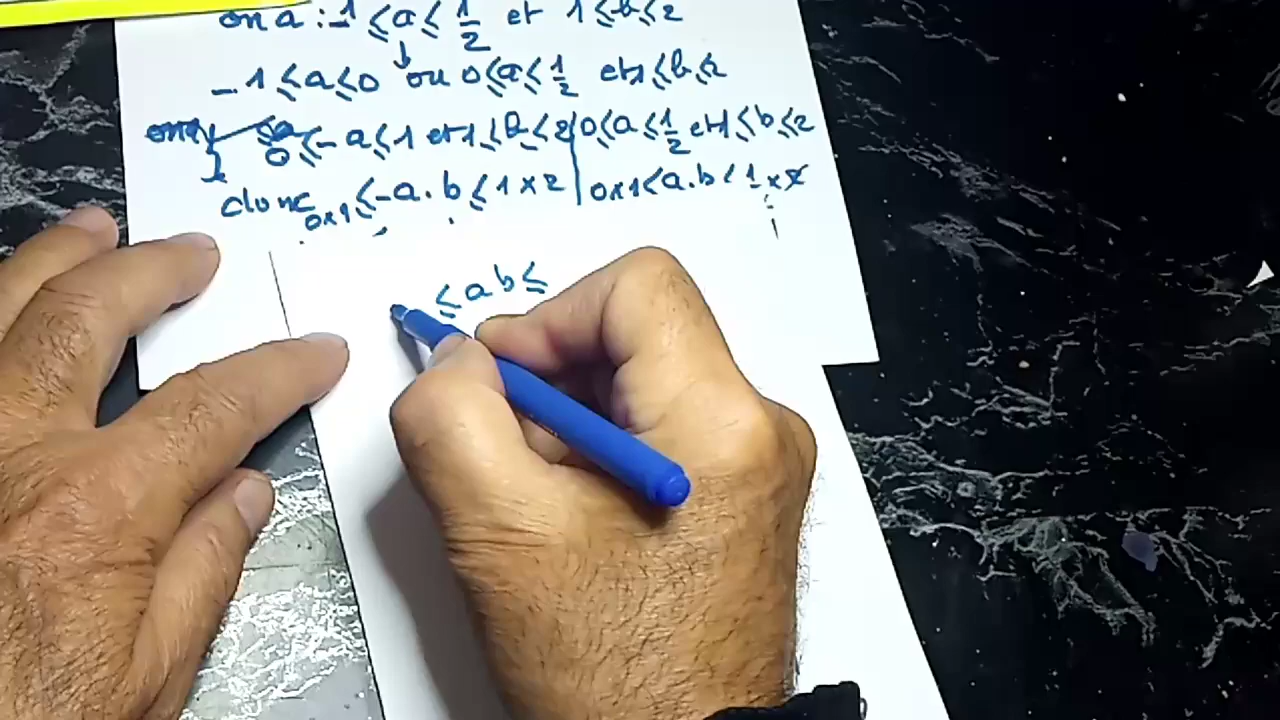 on a : -1 ≤ a ≤ 1/2 et 1 ≤ b ≤ 2
-1 ≤ a ≤ 0 ou 0 ≤ a ≤ 1/2 et 1 ≤ b ≤ 2
0 ≤ -a ≤ 1 et 1 ≤ b ≤ 2 | 0 ≤ a ≤ 1/2 et 1 ≤ b ≤ 2
donc 0×1 ≤ -a.b ≤ 1×2 | 0×1 ≤ a.b ≤ 1 × 2
≤ ab ≤